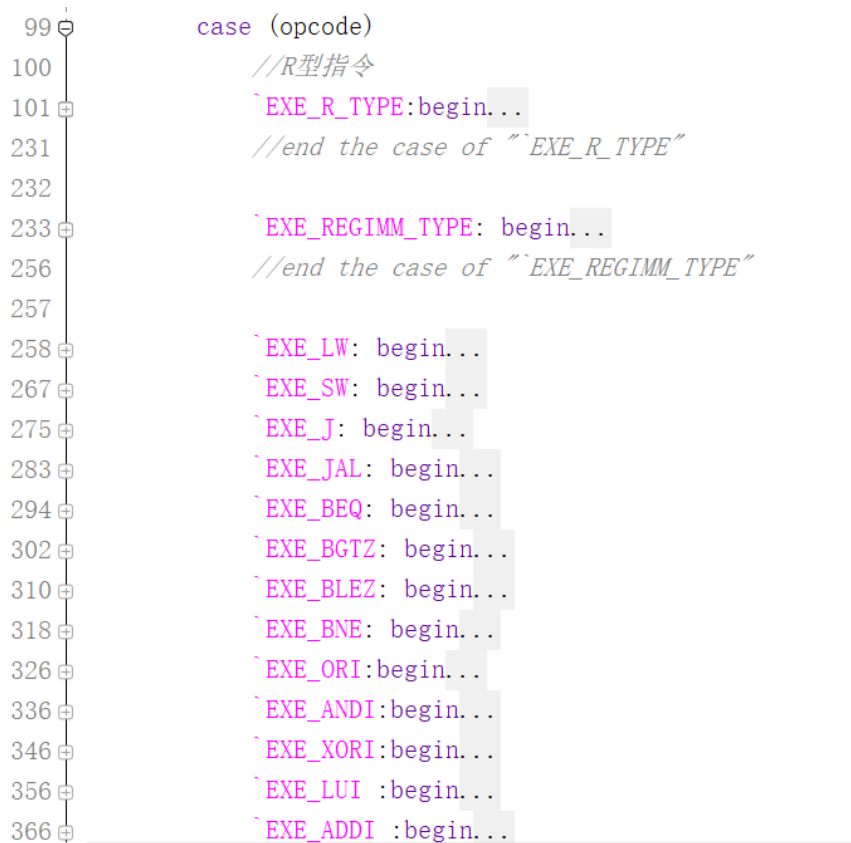 99 case (opcode)
100 //R型指令
101 `EXE_R_TYPE:begin...
231 //end the case of "`EXE_R_TYPE"
232
233 `EXE_REGIMM_TYPE: begin...
256 //end the case of "`EXE_REGIMM_TYPE"
257
258 `EXE_LW: begin...
267 `EXE_SW: begin...
275 `EXE_J: begin...
283 `EXE_JAL: begin...
294 `EXE_BEQ: begin...
302 `EXE_BGTZ: begin...
310 `EXE_BLEZ: begin...
318 `EXE_BNE: begin...
326 `EXE_ORI:begin...
336 `EXE_ANDI:begin...
346 `EXE_XORI:begin...
356 `EXE_LUI :begin...
366 `EXE_ADDI :begin...